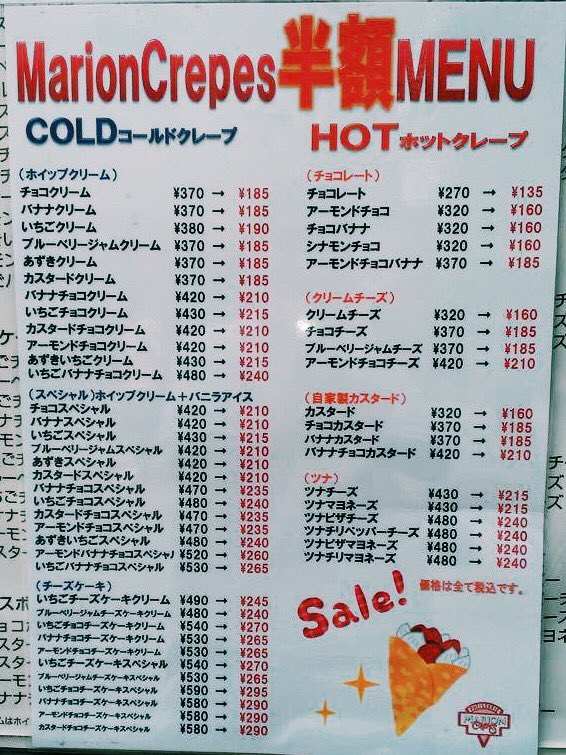 MarionCrepes半額MENU
COLDコールドクレープ
(ホイップクリーム)
チョコクリーム ¥370 → ¥185
バナナクリーム ¥370 → ¥185
いちごクリーム ¥380 → ¥190
ブルーベリージャムクリーム ¥370 → ¥185
あずきクリーム ¥370 → ¥185
カスタードクリーム ¥370 → ¥185
バナナチョコクリーム ¥420 → ¥210
いちごチョコクリーム ¥430 → ¥215
カスタードチョコクリーム ¥420 → ¥210
アーモンドチョコクリーム ¥420 → ¥210
あずきいちごクリーム ¥430 → ¥215
いちごバナナチョコクリーム ¥480 → ¥240
(スペシャル)ホイップクリーム+バニラアイス
チョコスペシャル ¥420 → ¥210
バナナスペシャル ¥420 → ¥210
いちごスペシャル ¥430 → ¥215
ブルーベリージャムスペシャル ¥420 → ¥210
あずきスペシャル ¥420 → ¥210
カスタードスペシャル ¥420 → ¥210
バナナチョコスペシャル ¥470 → ¥235
いちごチョコスペシャル ¥480 → ¥240
カスタードチョコスペシャル ¥470 → ¥235
アーモンドチョコスペシャル ¥470 → ¥235
あずきいちごスペシャル ¥480 → ¥240
アーモンドバナナチョコスペシャル ¥520 → ¥260
いちごバナナチョコスペシャル ¥530 → ¥265
(チーズケーキ)
いちごチーズケーキクリーム ¥490 → ¥245
ブルーベリージャムチーズケーキクリーム ¥480 → ¥240
いちごチョコチーズケーキクリーム ¥540 → ¥270
バナナチョコチーズケーキクリーム ¥530 → ¥265
アーモンドチョコチーズケーキクリーム ¥530 → ¥265
いちごチーズケーキスペシャル ¥540 → ¥270
ブルーベリージャムチーズケーキスペシャル ¥530 → ¥265
いちごチョコチーズケーキスペシャル ¥590 → ¥295
バナナチョコチーズケーキスペシャル ¥580 → ¥290
アーモンドチョコチーズケーキスペシャル ¥580 → ¥290
カスタードチョコチーズケーキスペシャル ¥580 → ¥290
HOTホットクレープ
(チョコレート)
チョコレート ¥270 → ¥135
アーモンドチョコ ¥320 → ¥160
チョコバナナ ¥320 → ¥160
シナモンチョコ ¥320 → ¥160
アーモンドチョコバナナ ¥370 → ¥185
(クリームチーズ)
クリームチーズ ¥320 → ¥160
チョコチーズ ¥370 → ¥185
ブルーベリージャムチーズ ¥370 → ¥185
アーモンドチョコチーズ ¥420 → ¥210
(自家製カスタード)
カスタード ¥320 → ¥160
チョコカスタード ¥370 → ¥185
バナナカスタード ¥370 → ¥185
バナナチョコカスタード ¥420 → ¥210
(ツナ)
ツナチーズ ¥430 → ¥215
ツナマヨネーズ ¥430 → ¥215
ツナピザチーズ ¥480 → ¥240
ツナチリペッパーチーズ ¥480 → ¥240
ツナピザマヨネーズ ¥480 → ¥240
ツナチリマヨネーズ ¥480 → ¥240
価格は全て税込です。
Sale!
MARION